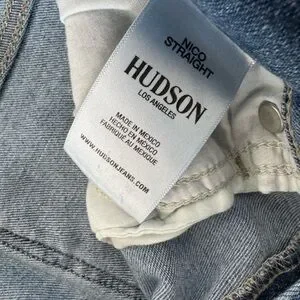 NICO
STRAIGHT
HUDSON
LOS ANGELES
MADE IN MEXICO
HECHO EN MEXICO
FABRIQUÉ AU MEXIQUE
WWW.HUDSONJEANS.COM